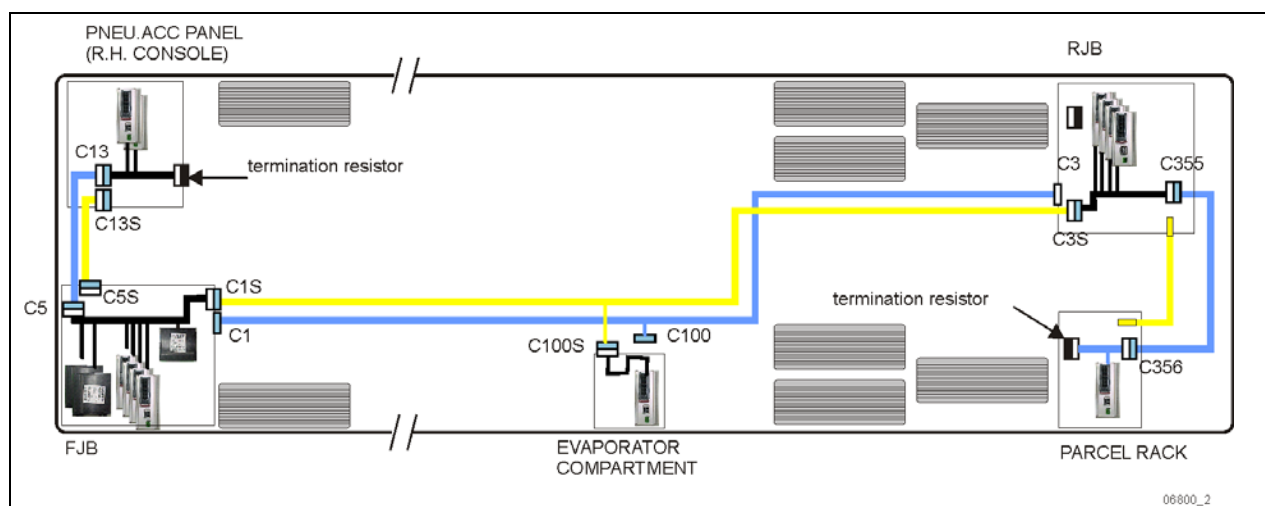 PNEU.ACC PANEL
(R.H. CONSOLE)
RJB
C13
termination resistor
C3
C355
C13S
C3S
C5
C5S
C1S
C1
termination resistor
C100S
C100
C356
FJB
EVAPORATOR
COMPARTMENT
PARCEL RACK
06800_2